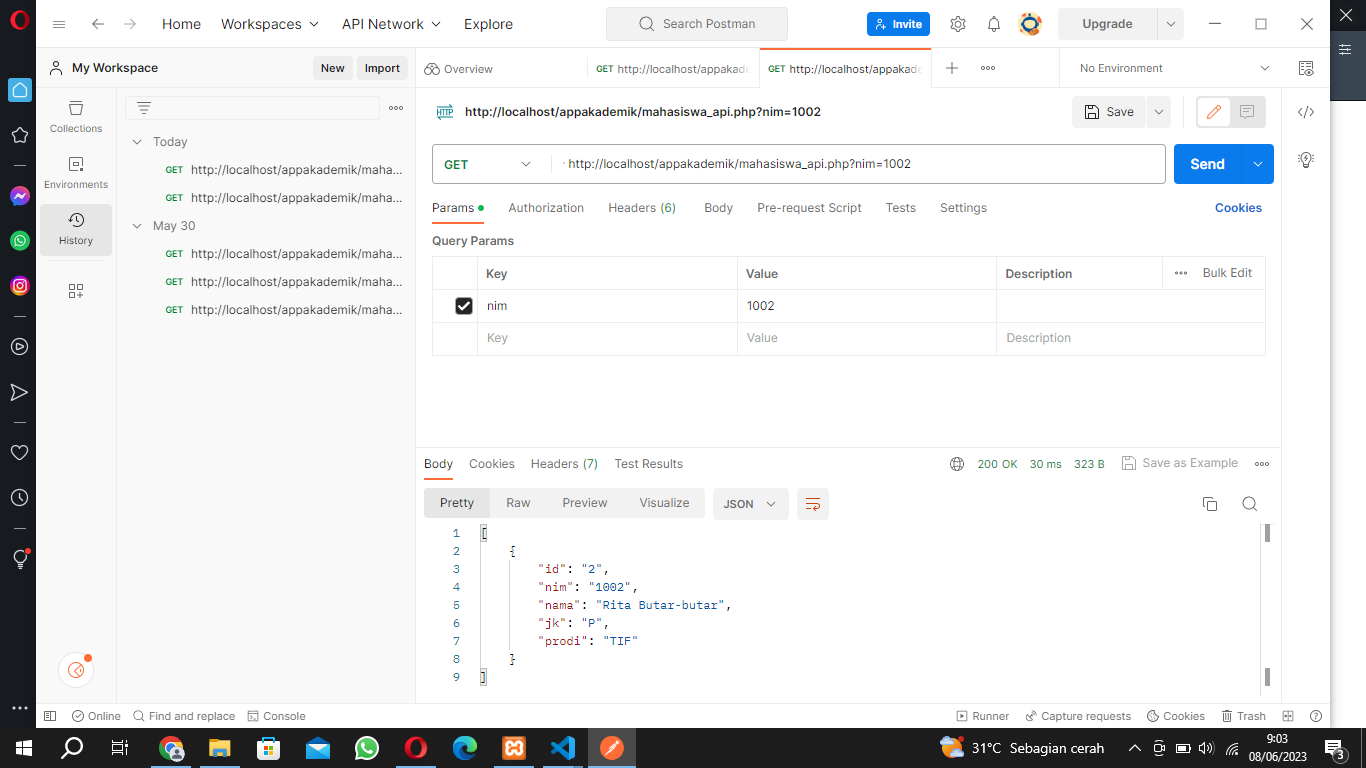 Home
Workspaces
API Network
Explore
Search Postman
Invite
Upgrade
My Workspace
New
Import
Overview
GET http://localhost/appakade
GET http://localhost/appakade
No Environment
Collections
Environments
History
Today
GET http://localhost/appakademik/maha...
GET http://localhost/appakademik/maha...
May 30
GET http://localhost/appakademik/maha...
GET http://localhost/appakademik/maha...
GET http://localhost/appakademik/maha...
HTTP
http://localhost/appakademik/mahasiswa_api.php?nim=1002
Save
GET
http://localhost/appakademik/mahasiswa_api.php?nim=1002
Send
Params
Authorization
Headers (6)
Body
Pre-request Script
Tests
Settings
Cookies
Query Params
Key Value Description Bulk Edit
nim 1002
Key Value Description
Body Cookies Headers (7) Test Results
200 OK 30 ms 323 B Save as Example
Pretty Raw Preview Visualize JSON
1 [
2 {
3 "id": "2",
4 "nim": "1002",
5 "nama": "Rita Butar-butar",
6 "jk": "P",
7 "prodi": "TIF"
8 }
9 ]
Online Find and replace Console
Runner Capture requests Cookies Trash
31°C Sebagian cerah
9:03
08/06/2023
3